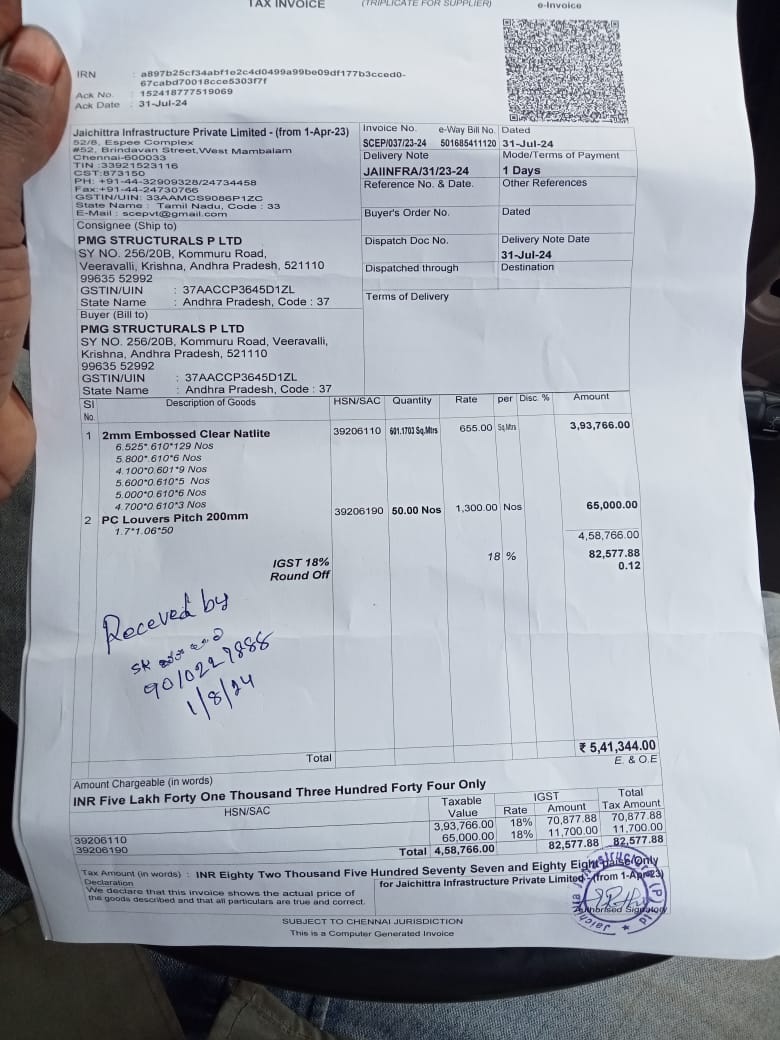 TAX INVOICE
(TRIPLICATE FOR SUPPLIER)
e-Invoice
IRN : a897b25cf34abf1e2c4d0499a99be09df177b3cced0-
67cabd70018cce5303f7f
Ack No. : 152418777519069
Ack Date : 31-Jul-24
Jaichittra Infrastructure Private Limited - (from 1-Apr-23)
52/8, Espee Complex
#52, Brindavan Street,West Mambalam
Chennai-600033
TIN :33921523116
CST:873150
PH: +91-44-32909328/24734458
Fax:+91-44-24730766
GSTIN/UIN: 33AAMCS9086P1ZC
State Name : Tamil Nadu, Code : 33
E-Mail : scepvt@gmail.com
Invoice No. e-Way Bill No. Dated
SCEP/037/23-24 501685411120 31-Jul-24
Delivery Note Mode/Terms of Payment
JAIINFRA/31/23-24 1 Days
Reference No. & Date. Other References
Buyer's Order No. Dated
Dispatch Doc No. Delivery Note Date
31-Jul-24
Dispatched through Destination
Terms of Delivery
Consignee (Ship to)
PMG STRUCTURALS P LTD
SY NO. 256/20B, Kommuru Road,
Veeravalli, Krishna, Andhra Pradesh, 521110
99635 52992
GSTIN/UIN : 37AACCP3645D1ZL
State Name : Andhra Pradesh, Code : 37
Buyer (Bill to)
PMG STRUCTURALS P LTD
SY NO. 256/20B, Kommuru Road, Veeravalli,
Krishna, Andhra Pradesh, 521110
99635 52992
GSTIN/UIN : 37AACCP3645D1ZL
State Name : Andhra Pradesh, Code : 37
Sl No. Description of Goods HSN/SAC Quantity Rate per Disc. % Amount
1 2mm Embossed Clear Natlite 39206110 601.1703 Sq.Mtrs 655.00 Sq.Mtrs 3,93,766.00
6.525*.610*129 Nos
5.800*.610*6 Nos
4.100*0.601*9 Nos
5.600*0.610*5 Nos
5.000*0.610*6 Nos
4.700*0.610*3 Nos
2 PC Louvers Pitch 200mm 39206190 50.00 Nos 1,300.00 Nos 65,000.00
1.7*1.06*50
4,58,766.00
IGST 18% 18 % 82,577.88
Round Off 0.12
Receved by
SK
9010227888
1/8/24
Total ₹ 5,41,344.00
E. & O.E
Amount Chargeable (in words)
INR Five Lakh Forty One Thousand Three Hundred Forty Four Only
HSN/SAC Taxable Value IGST Rate Amount Total Tax Amount
39206110 3,93,766.00 18% 70,877.88 70,877.88
39206190 65,000.00 18% 11,700.00 11,700.00
Total 4,58,766.00 82,577.88 82,577.88
Tax Amount (in words) : INR Eighty Two Thousand Five Hundred Seventy Seven and Eighty Eight paise Only
Declaration
We declare that this invoice shows the actual price of
the goods described and that all particulars are true and correct.
for Jaichittra Infrastructure Private Limited - (from 1-Apr-23)
Authorised Signatory
SUBJECT TO CHENNAI JURISDICTION
This is a Computer Generated Invoice